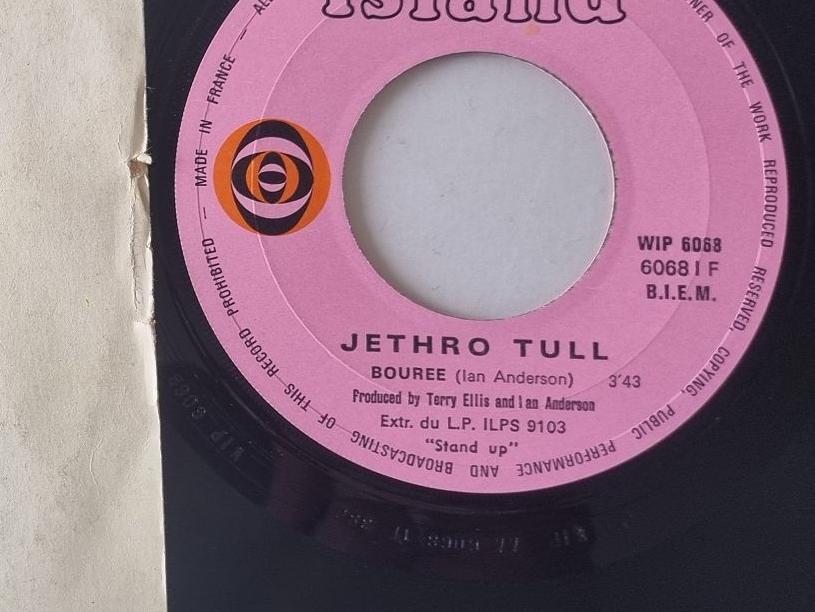 island
WIP 6068
6068 I F
B.I.E.M.
JETHRO TULL
BOUREE (Ian Anderson) 3'43
Produced by Terry Ellis and Ian Anderson
Extr. du L.P. ILPS 9103
"Stand up"
OF THE WORK REPRODUCED RESERVED. COPYING, PUBLIC PERFORMANCE AND BROADCASTING OF THIS RECORD PROHIBITED — MADE IN FRANCE —
WIP 6068